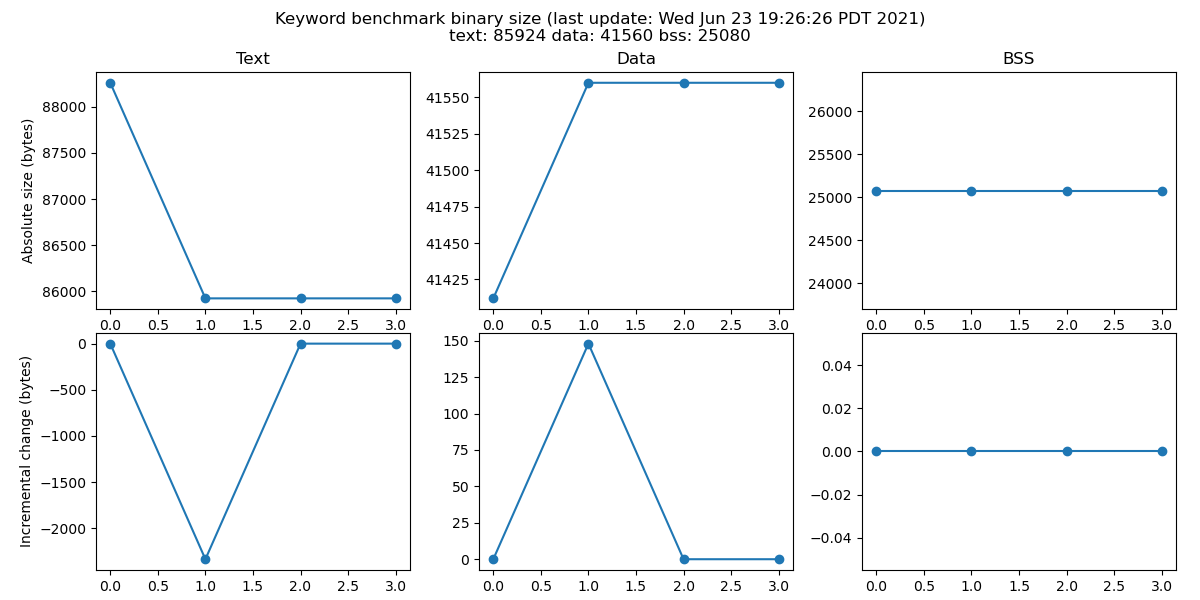 Keyword benchmark binary size (last update: Wed Jun 23 19:26:26 PDT 2021)
text: 85924 data: 41560 bss: 25080
Text
Data
BSS
Absolute size (bytes)
88000
87500
87000
86500
86000
0.0 0.5 1.0 1.5 2.0 2.5 3.0
41550
41525
41500
41475
41450
41425
0.0 0.5 1.0 1.5 2.0 2.5 3.0
26000
25500
25000
24500
24000
0.0 0.5 1.0 1.5 2.0 2.5 3.0
Incremental change (bytes)
0
−500
−1000
−1500
−2000
0.0 0.5 1.0 1.5 2.0 2.5 3.0
150
125
100
75
50
25
0
0.0 0.5 1.0 1.5 2.0 2.5 3.0
0.04
0.02
0.00
−0.02
−0.04
0.0 0.5 1.0 1.5 2.0 2.5 3.0